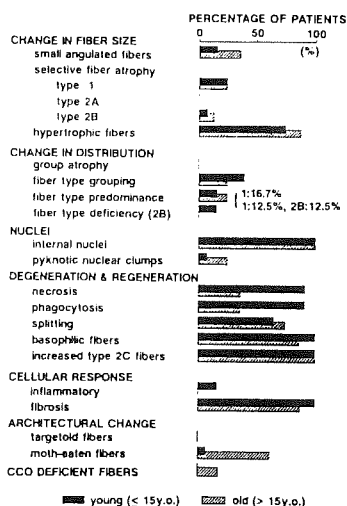 PERCENTAGE OF PATIENTS
0 50 100
(%)
CHANGE IN FIBER SIZE
small angulated fibers
selective fiber atrophy
type 1
type 2A
type 2B
hypertrophic fibers
CHANGE IN DISTRIBUTION
group atrophy
fiber type grouping
fiber type predominance
1:16.7%
fiber type deficiency (2B)
1:12.5%, 2B:12.5%
NUCLEI
internal nuclei
pyknotic nuclear clumps
DEGENERATION & REGENERATION
necrosis
phagocytosis
splitting
basophilic fibers
increased type 2C fibers
CELLULAR RESPONSE
inflammatory
fibrosis
ARCHITECTURAL CHANGE
targetoid fibers
moth-eaten fibers
CCO DEFICIENT FIBERS
young (< 15y.o.) old (> 15y.o.)